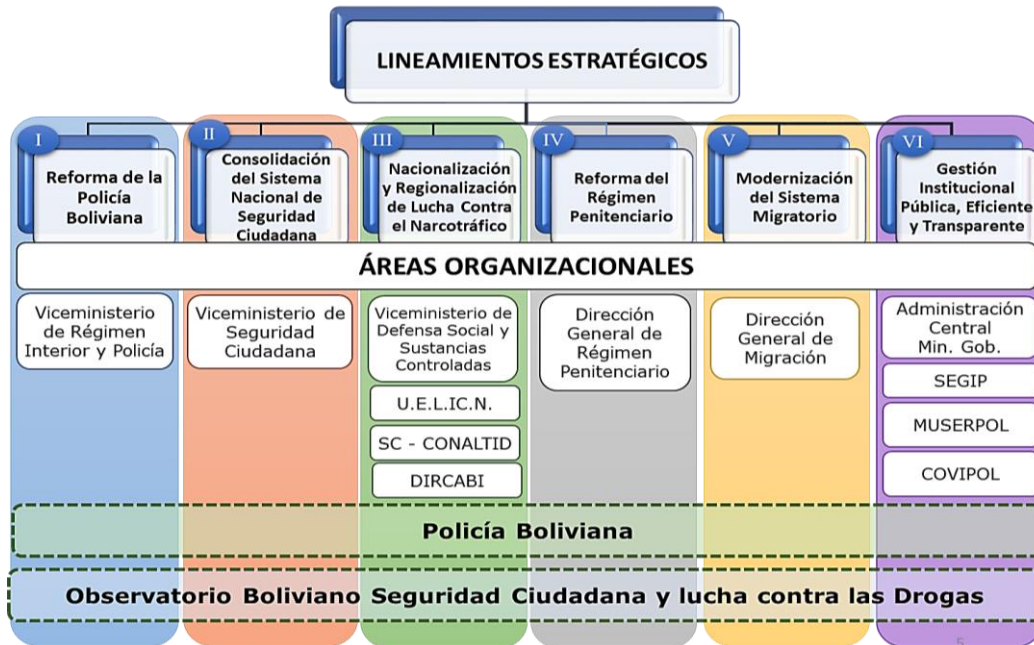 LINEAMIENTOS ESTRATÉGICOS
I
Reforma de la
Policía
Boliviana
II
Consolidación
del Sistema
Nacional de
Seguridad
Ciudadana
III
Nacionalización
y Regionalización
de Lucha Contra
el Narcotráfico
IV
Reforma del
Régimen
Penitenciario
V
Modernización
del Sistema
Migratorio
VI
Gestión
Institucional
Pública, Eficiente
y Transparente
ÁREAS ORGANIZACIONALES
Viceministerio
de Régimen
Interior y Policía
Viceministerio de
Seguridad
Ciudadana
Viceministerio de
Defensa Social y
Sustancias
Controladas
U.E.L.IC.N.
SC - CONALTID
DIRCABI
Dirección
General de
Régimen
Penitenciario
Dirección
General de
Migración
Administración
Central
Min. Gob.
SEGIP
MUSERPOL
COVIPOL
Policía Boliviana
Observatorio Boliviano Seguridad Ciudadana y lucha contra las Drogas
5